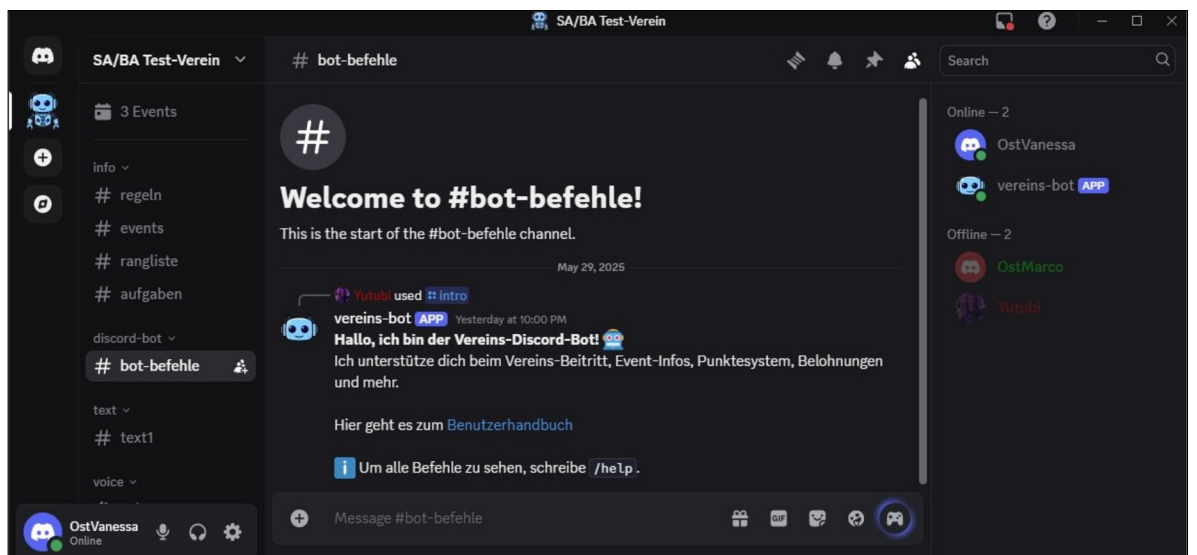 SA/BA Test-Verein
SA/BA Test-Verein
3 Events
info
# regeln
# events
# rangliste
# aufgaben
discord-bot
# bot-befehle
text
# text1
voice
OstVanessa
Online
# bot-befehle
#
Welcome to #bot-befehle!
This is the start of the #bot-befehle channel.
May 29, 2025
Yutubi used intro
vereins-bot APP Yesterday at 10:00 PM
Hallo, ich bin der Vereins-Discord-Bot!
Ich unterstütze dich beim Vereins-Beitritt, Event-Infos, Punktesystem, Belohnungen
und mehr.
Hier geht es zum Benutzerhandbuch
i Um alle Befehle zu sehen, schreibe /help.
Message #bot-befehle
GIF
Search
Online — 2
OstVanessa
vereins-bot APP
Offline — 2
OstMarco
Yutubi